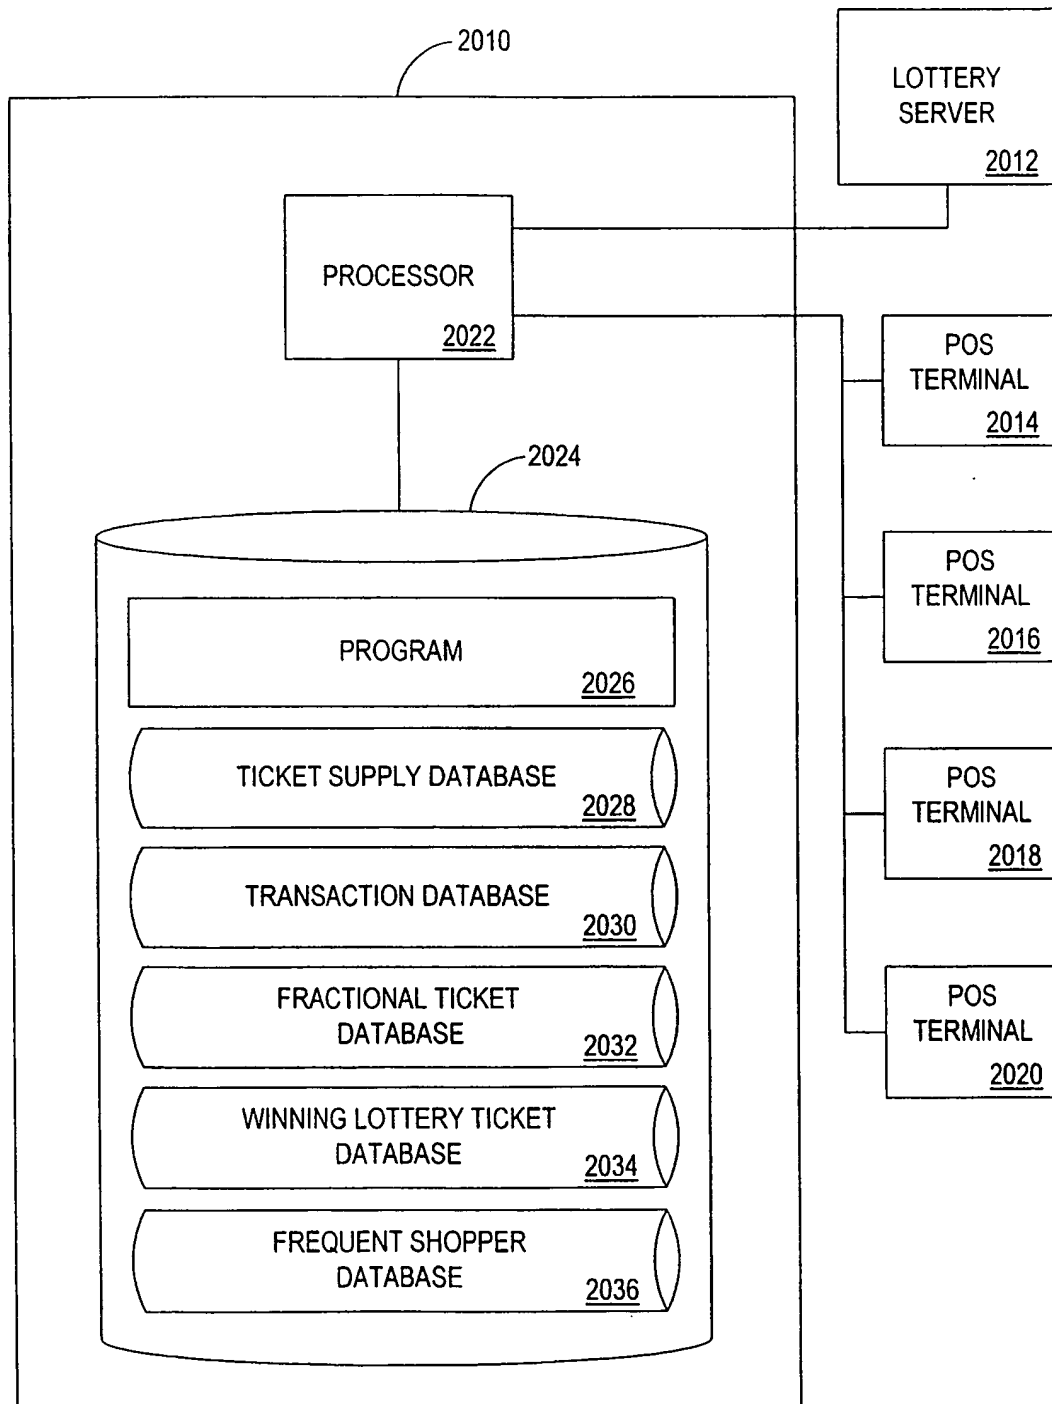 2010
LOTTERY
SERVER
2012
PROCESSOR
2022
POS
TERMINAL
2014
2024
POS
TERMINAL
2016
PROGRAM
2026
TICKET SUPPLY DATABASE
2028
POS
TERMINAL
2018
TRANSACTION DATABASE
2030
FRACTIONAL TICKET
DATABASE
2032
POS
TERMINAL
2020
WINNING LOTTERY TICKET
DATABASE
2034
FREQUENT SHOPPER
DATABASE
2036